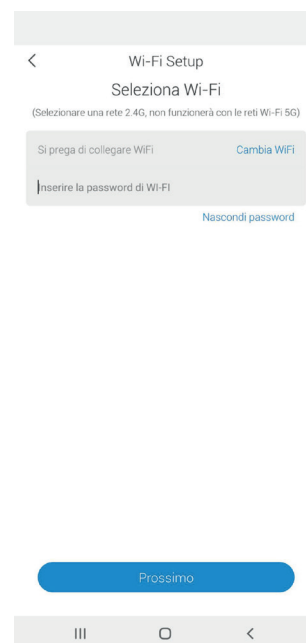 Wi-Fi Setup
Seleziona Wi-Fi
(Selezionare una rete 2.4G, non funzionerà con le reti Wi-Fi 5G)
Si prega di collegare WiFi Cambia WiFi
Inserire la password di WI-FI
Nascondi password
Prossimo